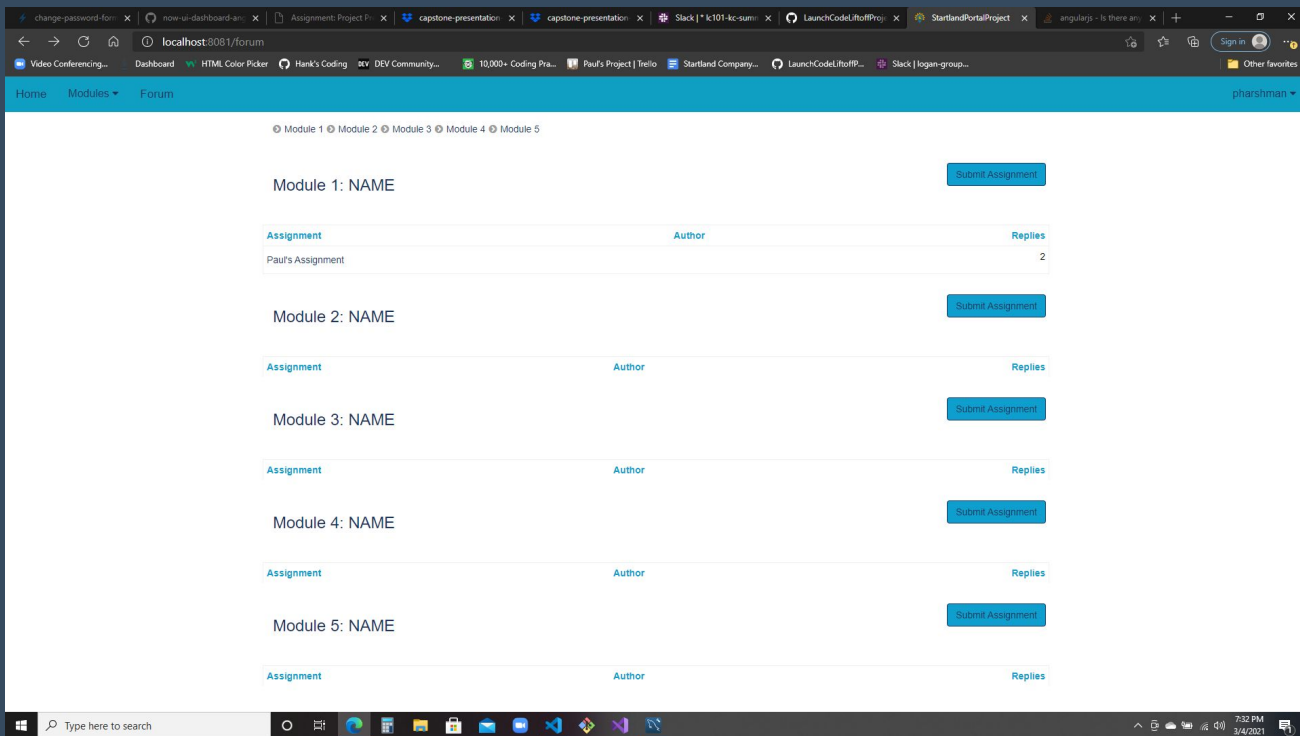 change-password-form
now-ui-dashboard-ang
Assignment: Project Pr
capstone-presentation
capstone-presentation
Slack | * lc101-kc-summ
LaunchCodeLiftoffProje
StartlandPortalProject
angularjs - Is there any
localhost:8081/forum
Sign in
Video Conferencing...
Dashboard
HTML Color Picker
Hank's Coding
DEV Community...
10,000+ Coding Pra...
Paul's Project | Trello
Startland Company...
LaunchCodeLiftoffP...
Slack | logan-group...
Other favorites
Home Modules Forum pharshman
Module 1 Module 2 Module 3 Module 4 Module 5
Module 1: NAME
Submit Assignment
Assignment Author Replies
Paul's Assignment 2
Module 2: NAME
Submit Assignment
Assignment Author Replies
Module 3: NAME
Submit Assignment
Assignment Author Replies
Module 4: NAME
Submit Assignment
Assignment Author Replies
Module 5: NAME
Submit Assignment
Assignment Author Replies
Type here to search
7:32 PM
3/4/2021